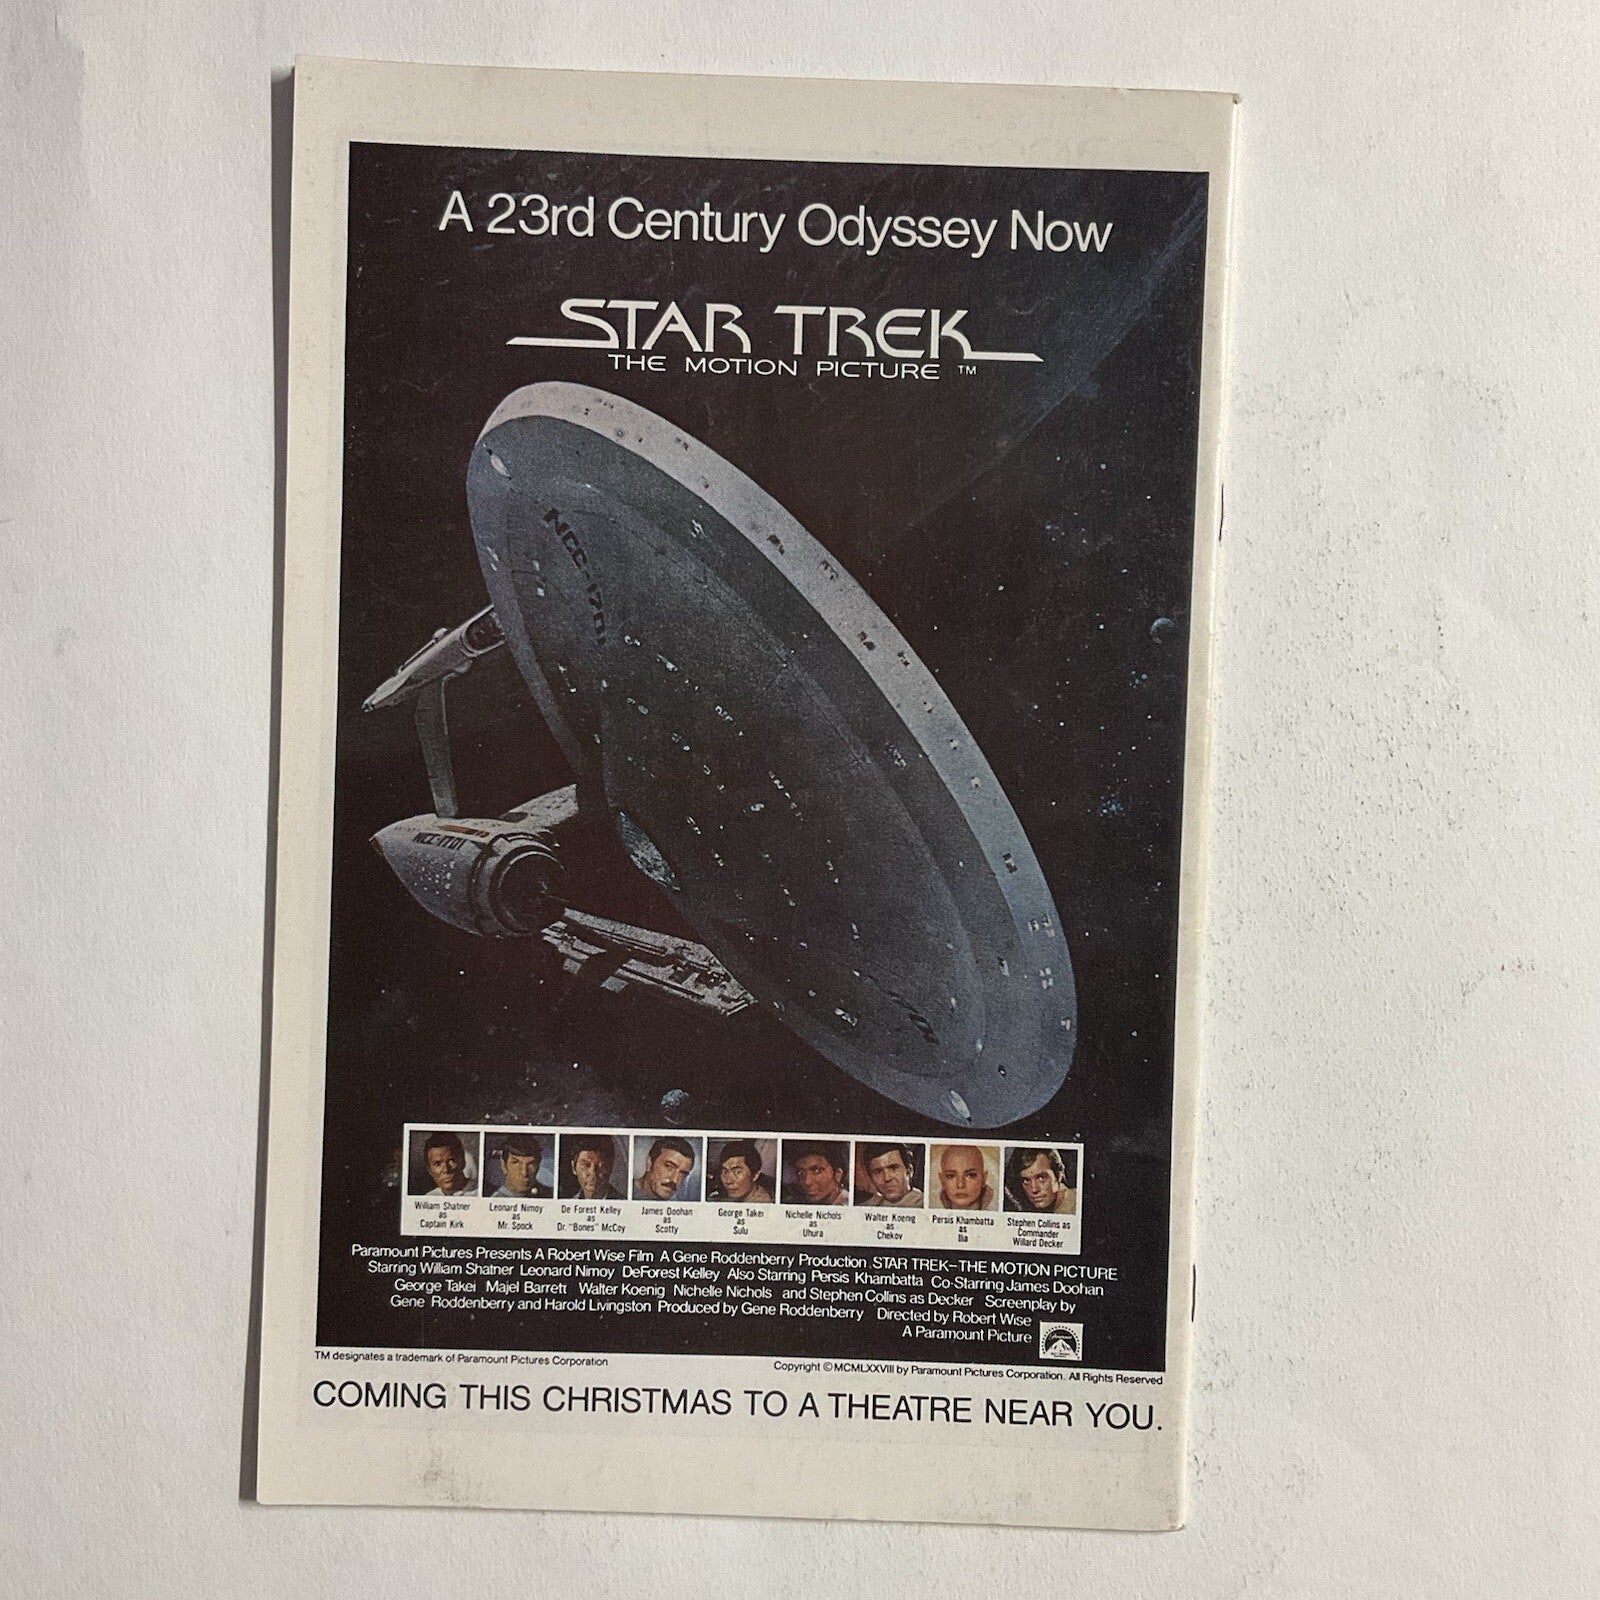 A 23rd Century Odyssey Now
STAR TREK
THE MOTION PICTURE ™
NCC-1701
NCC-1701
William Shatner
as
Captain Kirk
Leonard Nimoy
as
Mr. Spock
De Forest Kelley
as
Dr. "Bones" McCoy
James Doohan
as
Scotty
George Takei
as
Sulu
Nichelle Nichols
as
Uhura
Walter Koenig
as
Chekov
Persis Khambatta
as
Ilia
Stephen Collins as
Commander
Willard Decker
Paramount Pictures Presents A Robert Wise Film A Gene Roddenberry Production STAR TREK-THE MOTION PICTURE
Starring William Shatner Leonard Nimoy DeForest Kelley Also Starring Persis Khambatta Co-Starring James Doohan
George Takei Majel Barrett Walter Koenig Nichelle Nichols and Stephen Collins as Decker Screenplay by
Gene Roddenberry and Harold Livingston Produced by Gene Roddenberry Directed by Robert Wise
A Paramount Picture
TM designates a trademark of Paramount Pictures Corporation
Copyright © MCMLXXVIII by Paramount Pictures Corporation. All Rights Reserved
COMING THIS CHRISTMAS TO A THEATRE NEAR YOU.